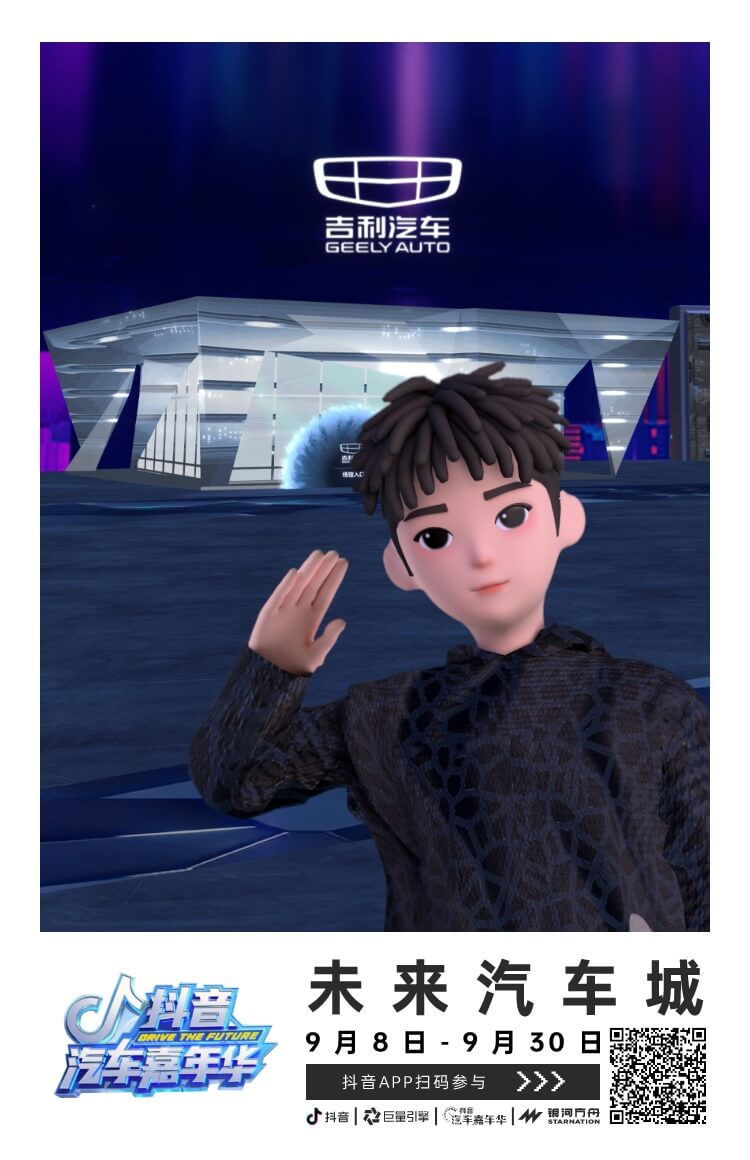 吉利汽车
GEELY AUTO
未来汽车城
抖音
DRIVE THE FUTURE
汽车嘉年华
9月8日-9月30日
抖音APP扫码参与 >>>
抖音 | 巨量引擎 | 抖音汽车嘉年华 | 银河方舟 STARNATION